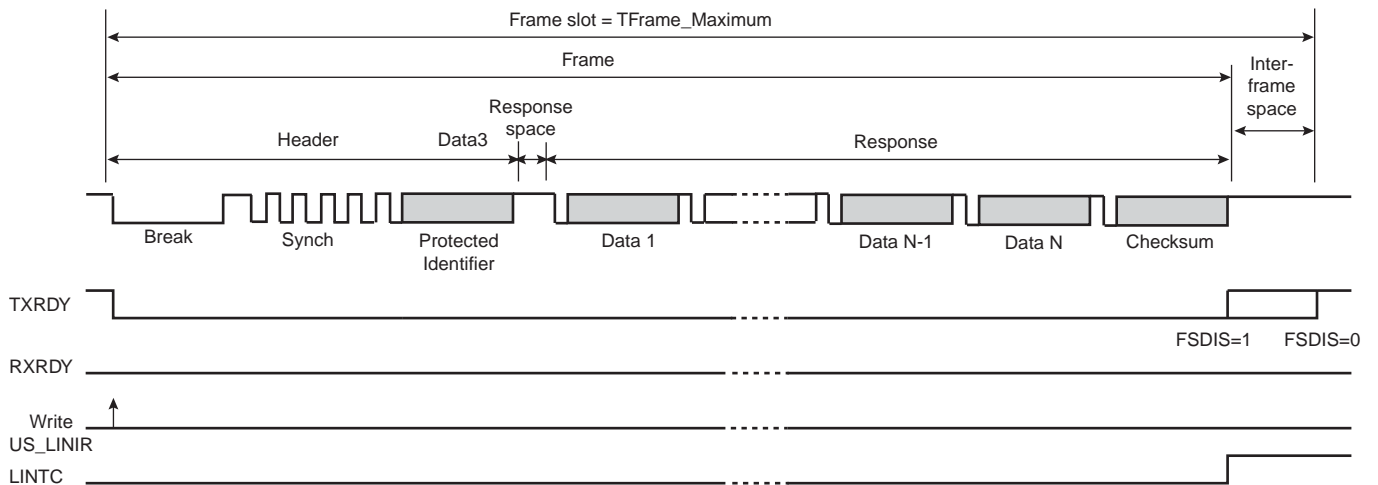 Frame slot = TFrame_Maximum
Frame
Inter-
frame
space
Response
space
Header
Data3
Response
Break
Synch
Protected
Identifier
Data 1
Data N-1
Data N
Checksum
TXRDY
FSDIS=1
FSDIS=0
RXRDY
Write
US_LINIR
LINTC